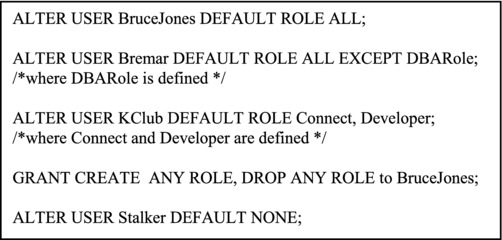 ALTER USER BruceJones DEFAULT ROLE ALL;
ALTER USER Bremar DEFAULT ROLE ALL EXCEPT DBARole;
/*where DBARole is defined */
ALTER USER KClub DEFAULT ROLE Connect, Developer;
/*where Connect and Developer are defined */
GRANT CREATE  ANY ROLE, DROP ANY ROLE to BruceJones;
ALTER USER Stalker DEFAULT NONE;